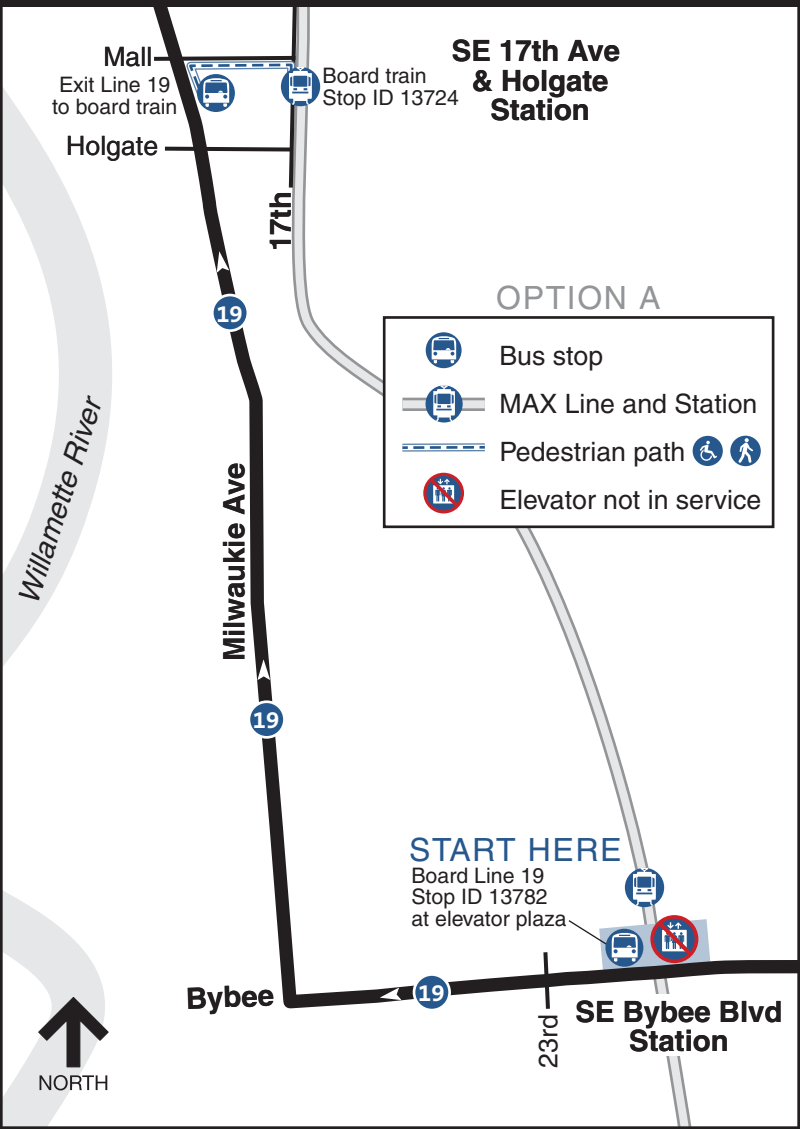 Mall
Exit Line 19
to board train
Board train
Stop ID 13724
SE 17th Ave
& Holgate
Station
Holgate
17th
19
OPTION A
Bus stop
MAX Line and Station
Pedestrian path
Elevator not in service
Willamette River
Milwaukie Ave
19
START HERE
Board Line 19
Stop ID 13782
at elevator plaza
Bybee
19
23rd
SE Bybee Blvd
Station
NORTH